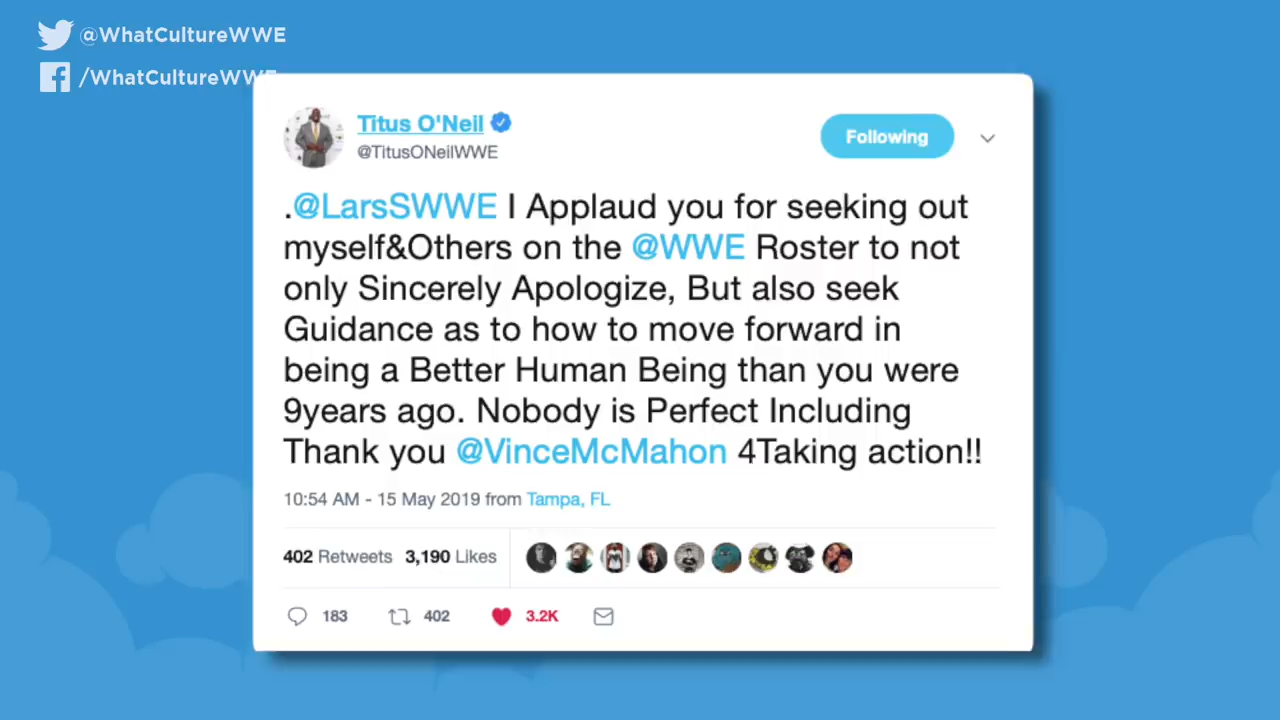 @WhatCultureWWE
/WhatCultureWWE
Titus O'Neil
@TitusONeilWWE
Following
.@LarsSWWE I Applaud you for seeking out
myself&Others on the @WWE Roster to not
only Sincerely Apologize, But also seek
Guidance as to how to move forward in
being a Better Human Being than you were
9years ago. Nobody is Perfect Including
Thank you @VinceMcMahon 4Taking action!!
10:54 AM - 15 May 2019 from Tampa, FL
402 Retweets 3,190 Likes
183 402 3.2K